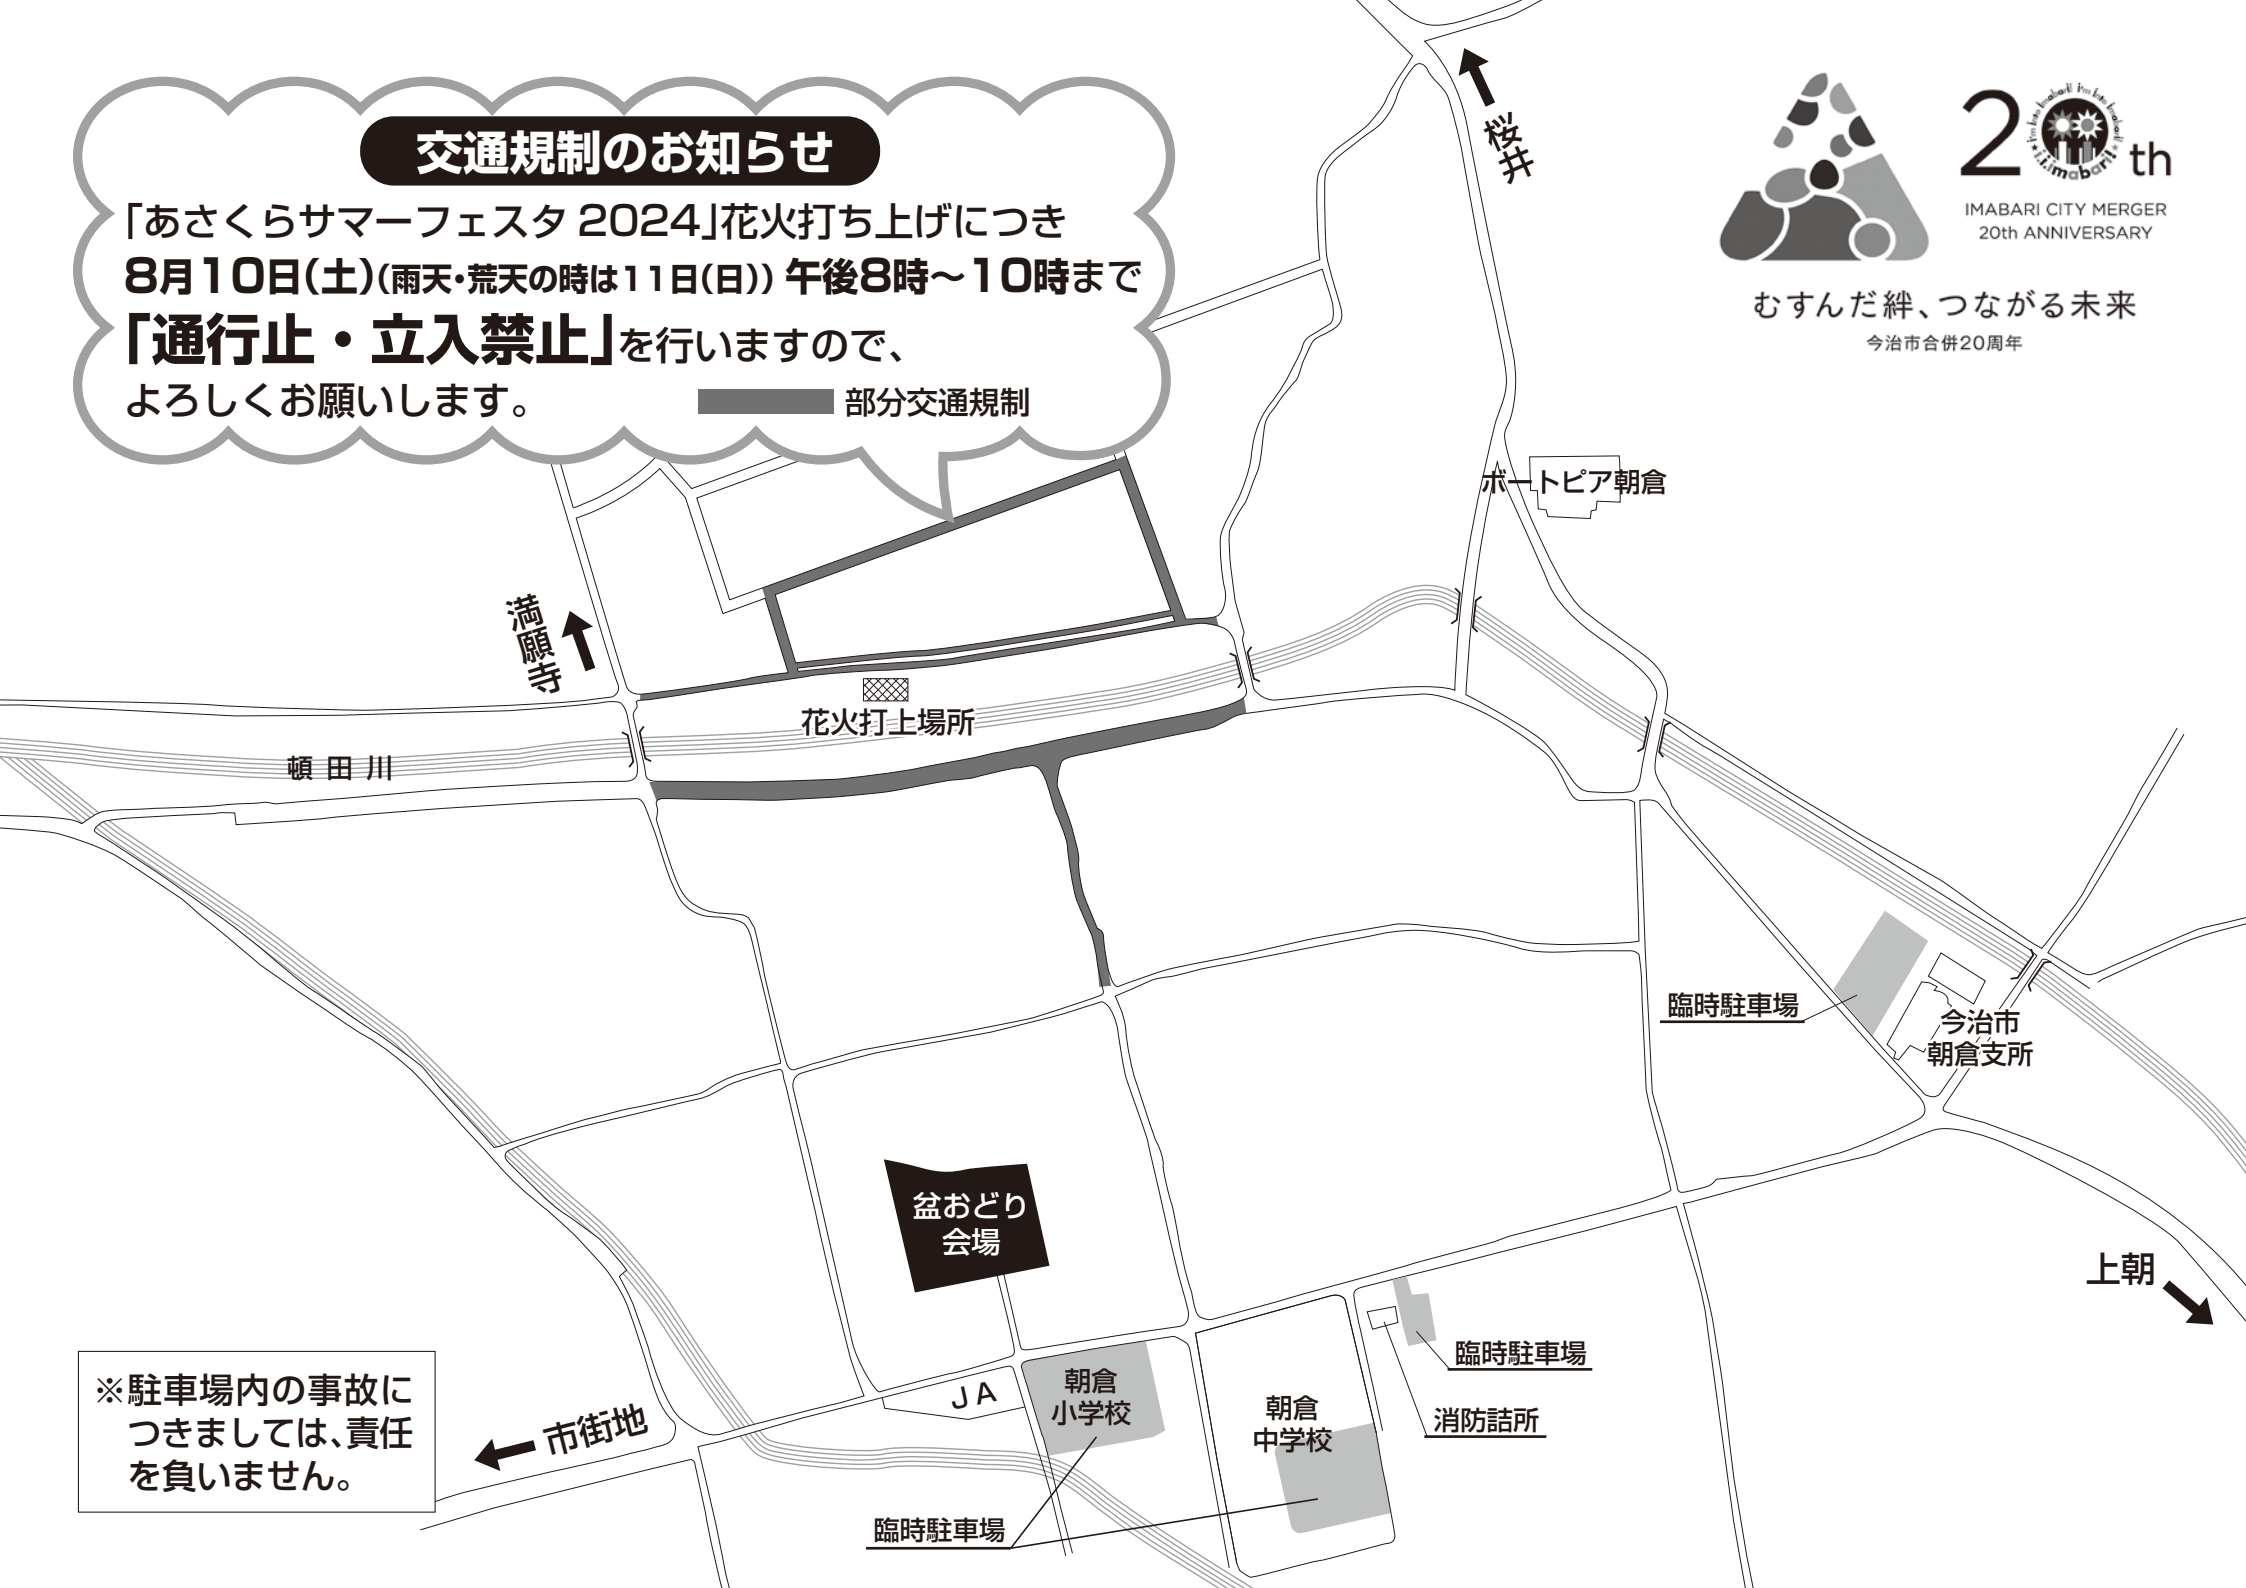 交通規制のお知らせ
「あさくらサマーフェスタ 2024」花火打ち上げにつき
8月10日(土)(雨天・荒天の時は11日(日)) 午後8時～10時まで
「通行止・立入禁止」を行いますので、
よろしくお願いします。
部分交通規制
桜井
20th
IMABARI CITY MERGER
20th ANNIVERSARY
むすんだ絆、つながる未来
今治市合併20周年
ボートピア朝倉
満願寺
花火打上場所
頓田川
臨時駐車場
今治市
朝倉支所
盆おどり
会場
上朝
臨時駐車場
消防詰所
朝倉
小学校
朝倉
中学校
JA
市街地
臨時駐車場
※駐車場内の事故に
つきましては、責任
を負いません。